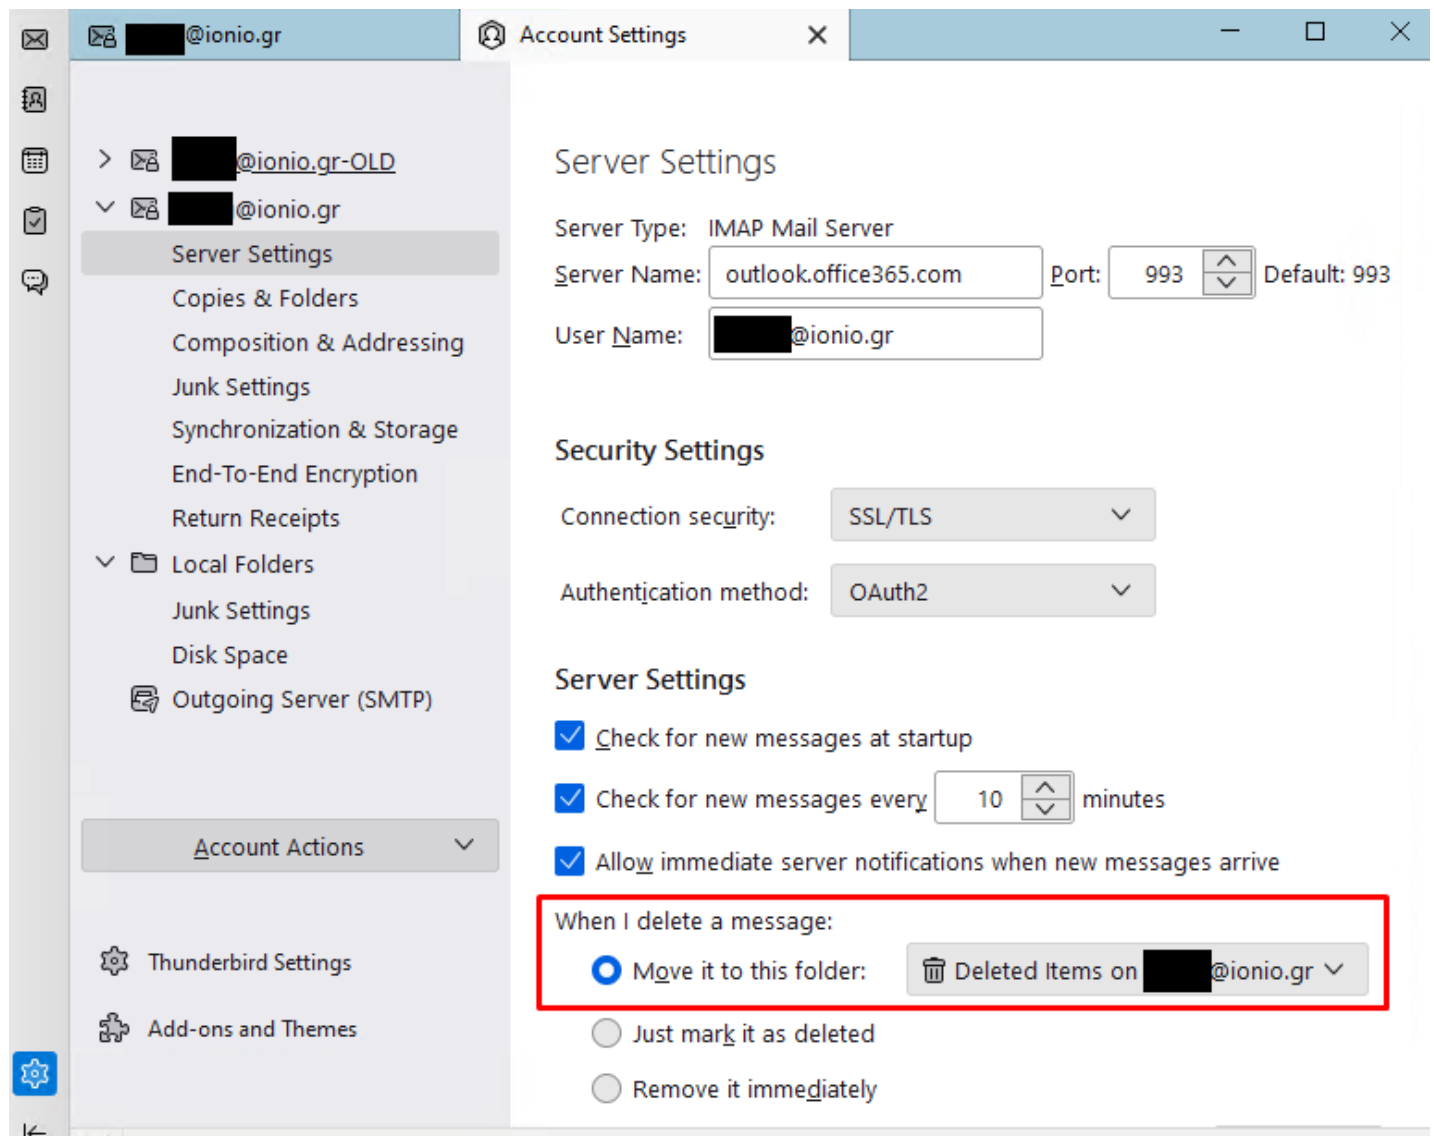 @ionio.gr
Account Settings
@ionio.gr-OLD
@ionio.gr
Server Settings
Copies & Folders
Composition & Addressing
Junk Settings
Synchronization & Storage
End-To-End Encryption
Return Receipts
Local Folders
Junk Settings
Disk Space
Outgoing Server (SMTP)
Account Actions
Thunderbird Settings
Add-ons and Themes
Server Settings
Server Type: IMAP Mail Server
Server Name: outlook.office365.com Port: 993 Default: 993
User Name: @ionio.gr
Security Settings
Connection security: SSL/TLS
Authentication method: OAuth2
Server Settings
Check for new messages at startup
Check for new messages every 10 minutes
Allow immediate server notifications when new messages arrive
When I delete a message:
Move it to this folder: Deleted Items on @ionio.gr
Just mark it as deleted
Remove it immediately